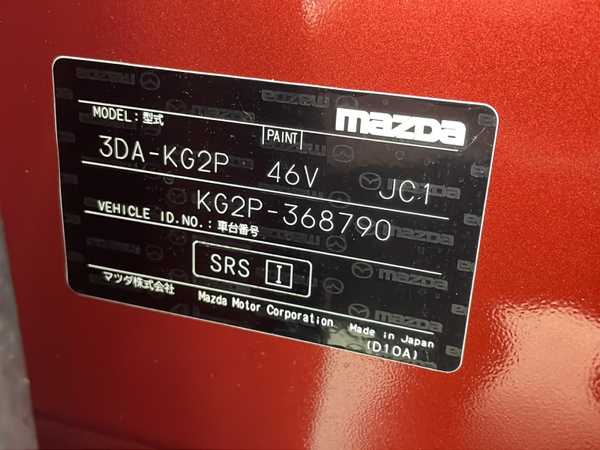 mazda
MODEL:型式
PAINT
3DA-KG2P 46V JC1
KG2P-368790
VEHICLE ID.NO.:車台番号
SRS I
マツダ株式会社 Mazda Motor Corporation Made in Japan
(D10A)